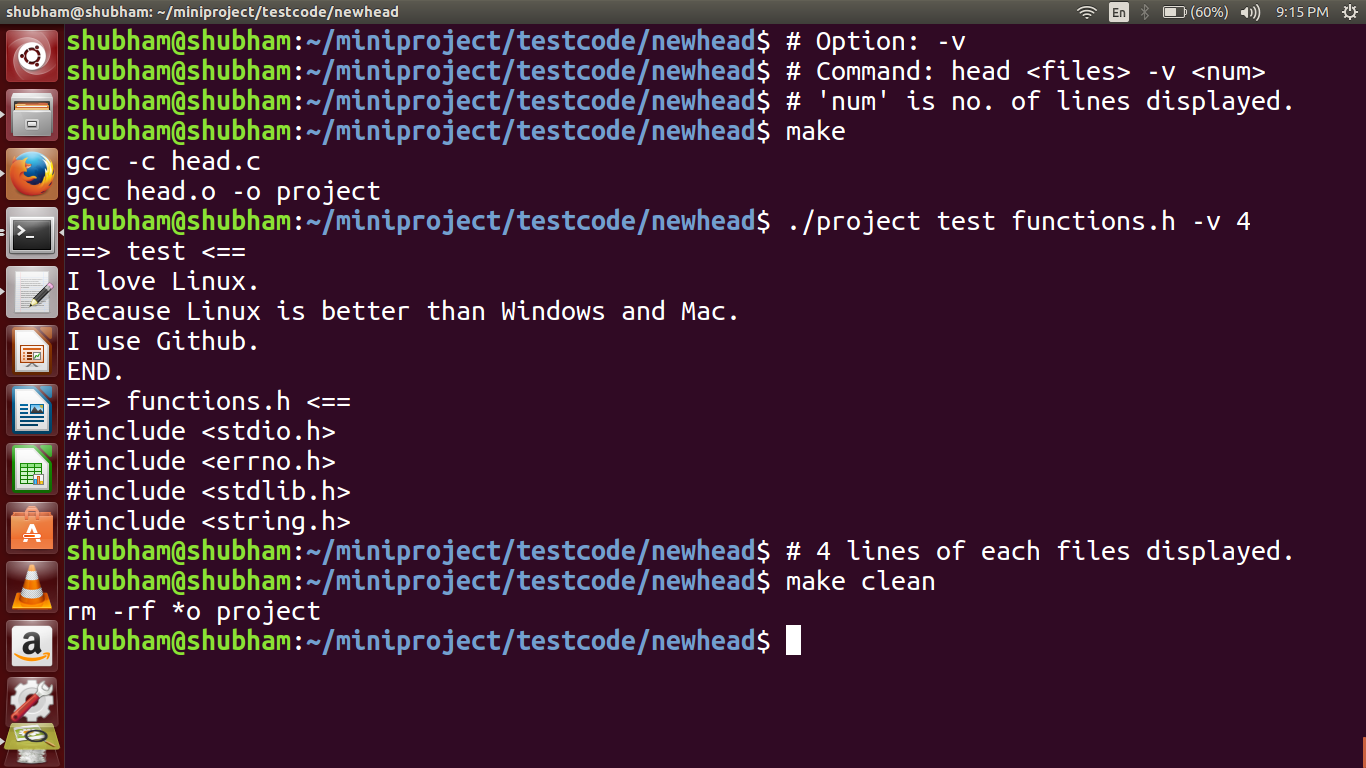 shubham@shubham: ~/miniproject/testcode/newhead
En
(60%)
9:15 PM
shubham@shubham:~/miniproject/testcode/newhead$ # Option: -v
shubham@shubham:~/miniproject/testcode/newhead$ # Command: head <files> -v <num>
shubham@shubham:~/miniproject/testcode/newhead$ # 'num' is no. of lines displayed.
shubham@shubham:~/miniproject/testcode/newhead$ make
gcc -c head.c
gcc head.o -o project
shubham@shubham:~/miniproject/testcode/newhead$ ./project test functions.h -v 4
==> test <==
I love Linux.
Because Linux is better than Windows and Mac.
I use Github.
END.
==> functions.h <==
#include <stdio.h>
#include <errno.h>
#include <stdlib.h>
#include <string.h>
shubham@shubham:~/miniproject/testcode/newhead$ # 4 lines of each files displayed.
shubham@shubham:~/miniproject/testcode/newhead$ make clean
rm -rf *o project
shubham@shubham:~/miniproject/testcode/newhead$